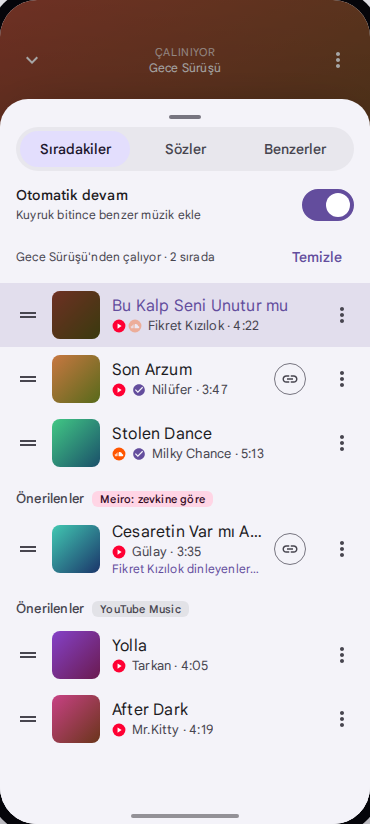 ÇALINIYOR
Gece Sürüşü
Sıradakiler
Sözler
Benzerler
Otomatik devam
Kuyruk bitince benzer müzik ekle
Gece Sürüşü'nden çalıyor · 2 sırada
Temizle
Bu Kalp Seni Unutur mu
Fikret Kızılok · 4:22
Son Arzum
Nilüfer · 3:47
Stolen Dance
Milky Chance · 5:13
Önerilenler
Meiro: zevkine göre
Cesaretin Var mı A...
Gülay · 3:35
Fikret Kızılok dinleyenler...
Önerilenler
YouTube Music
Yolla
Tarkan · 4:05
After Dark
Mr.Kitty · 4:19